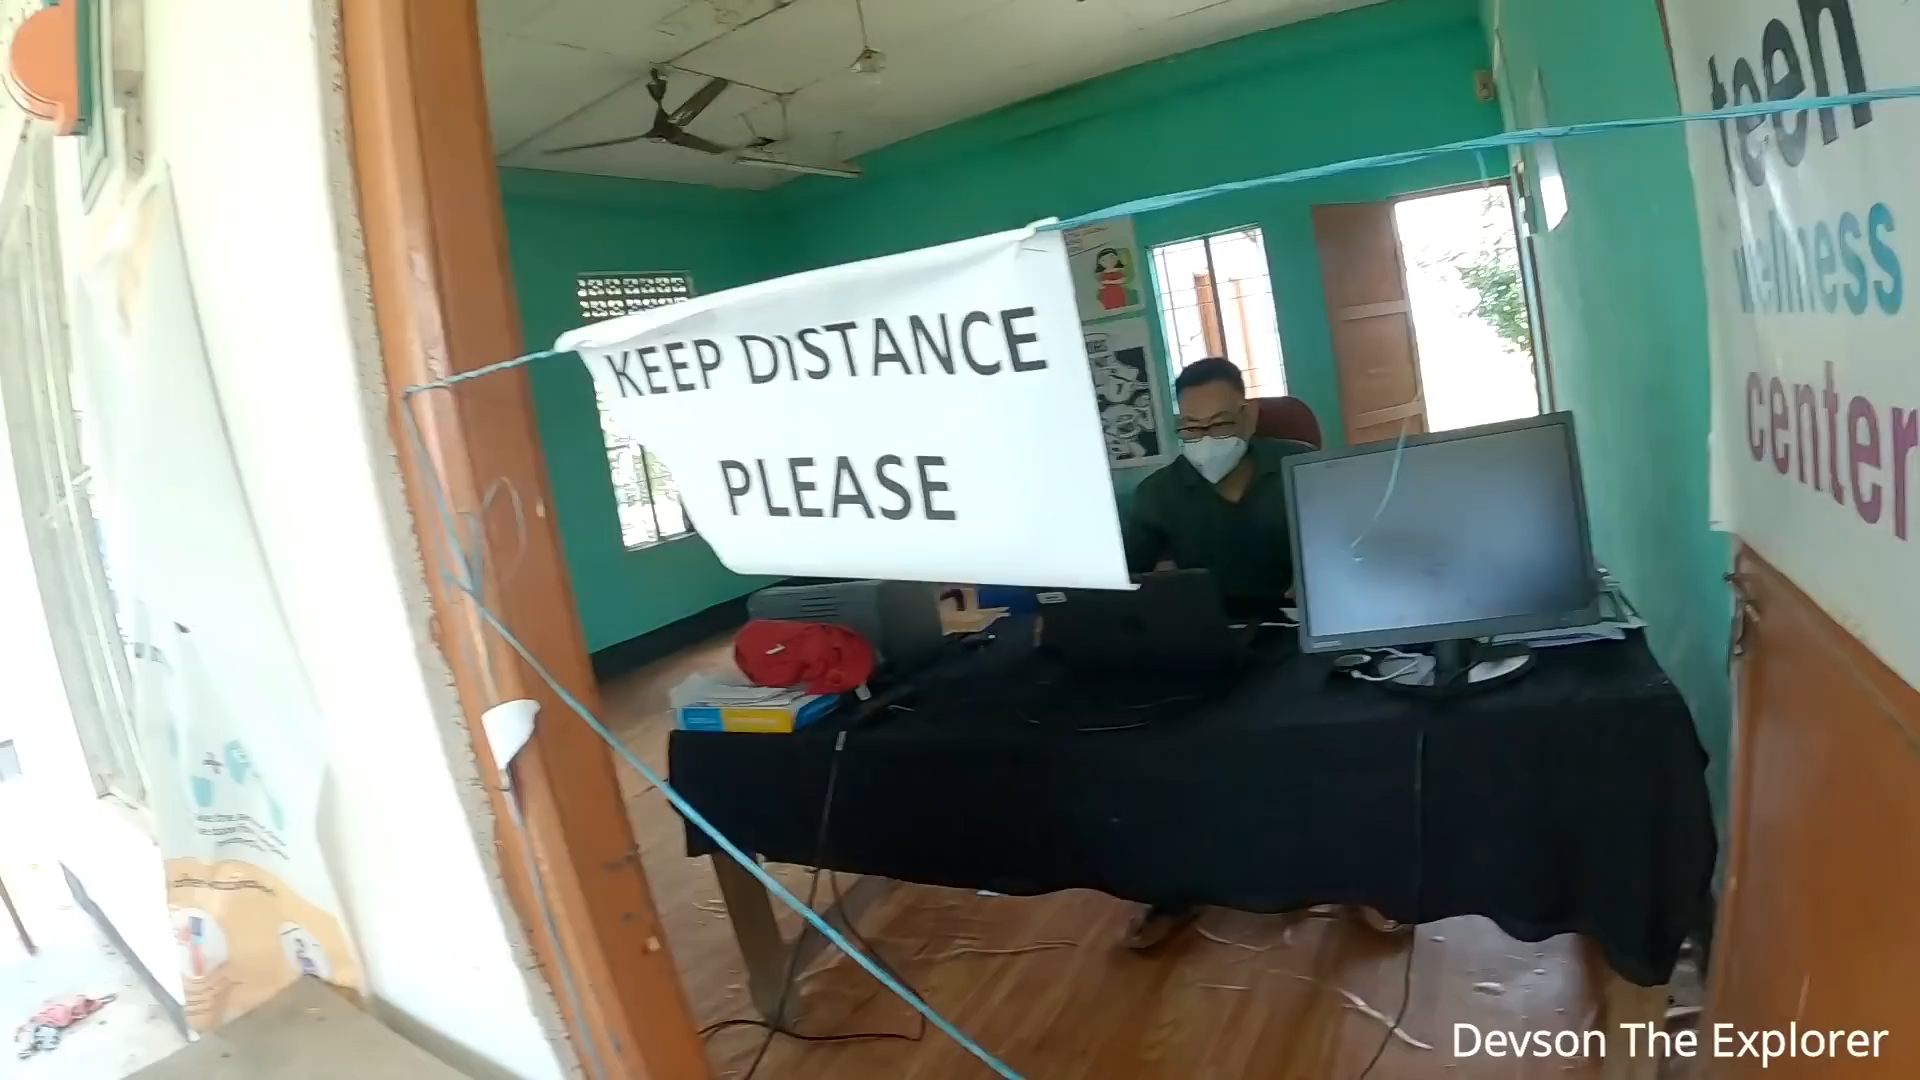 KEEP DISTANCE
PLEASE
teen
wellness
center
Devson The Explorer